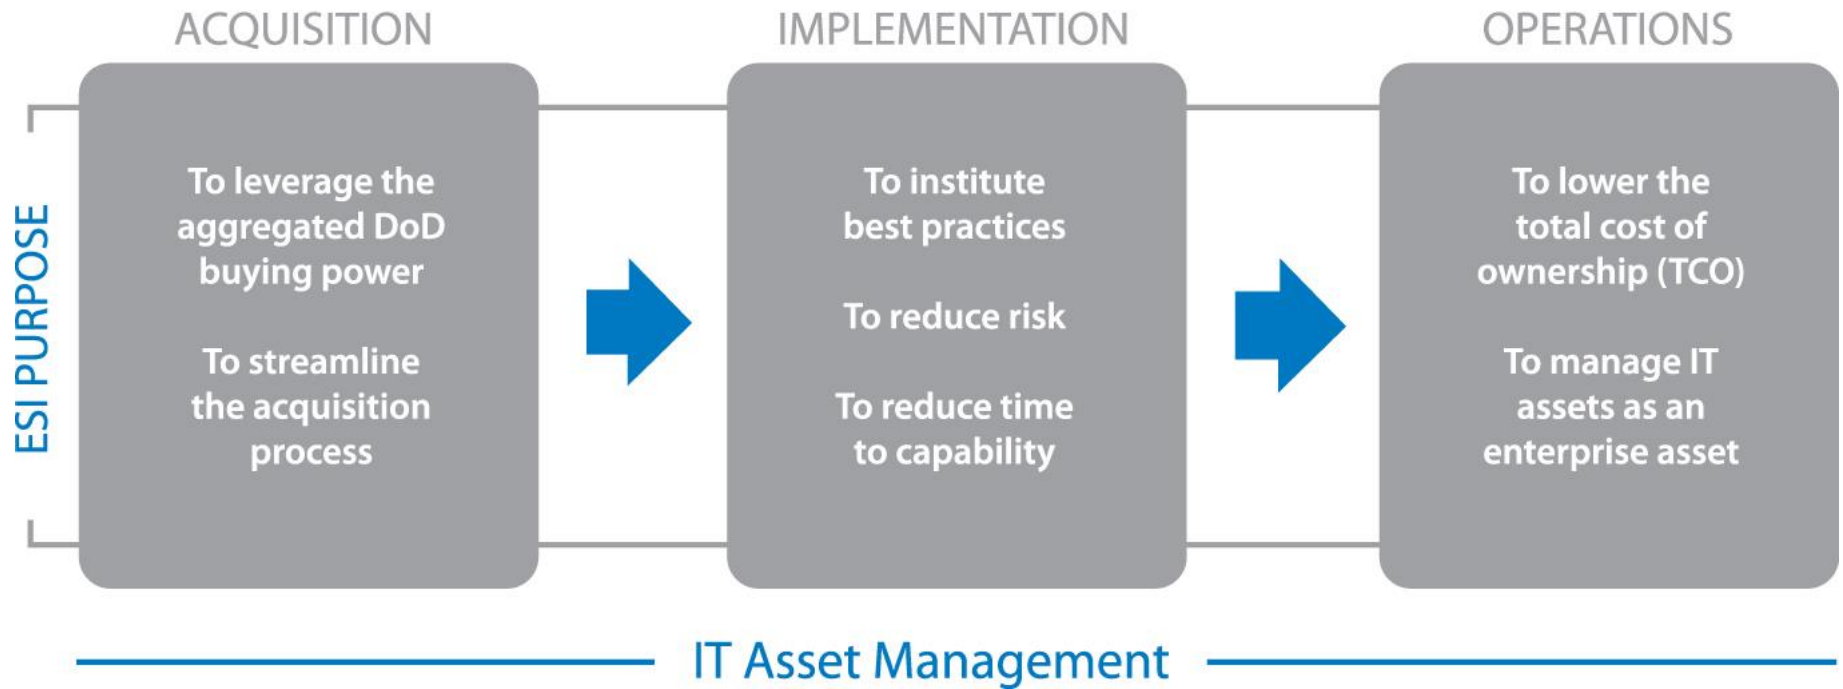 ACQUISITION
IMPLEMENTATION
OPERATIONS
ESI PURPOSE
To leverage the
aggregated DoD
buying power
To streamline
the acquisition
process
To institute
best practices
To reduce risk
To reduce time
to capability
To lower the
total cost of
ownership (TCO)
To manage IT
assets as an
enterprise asset
IT Asset Management